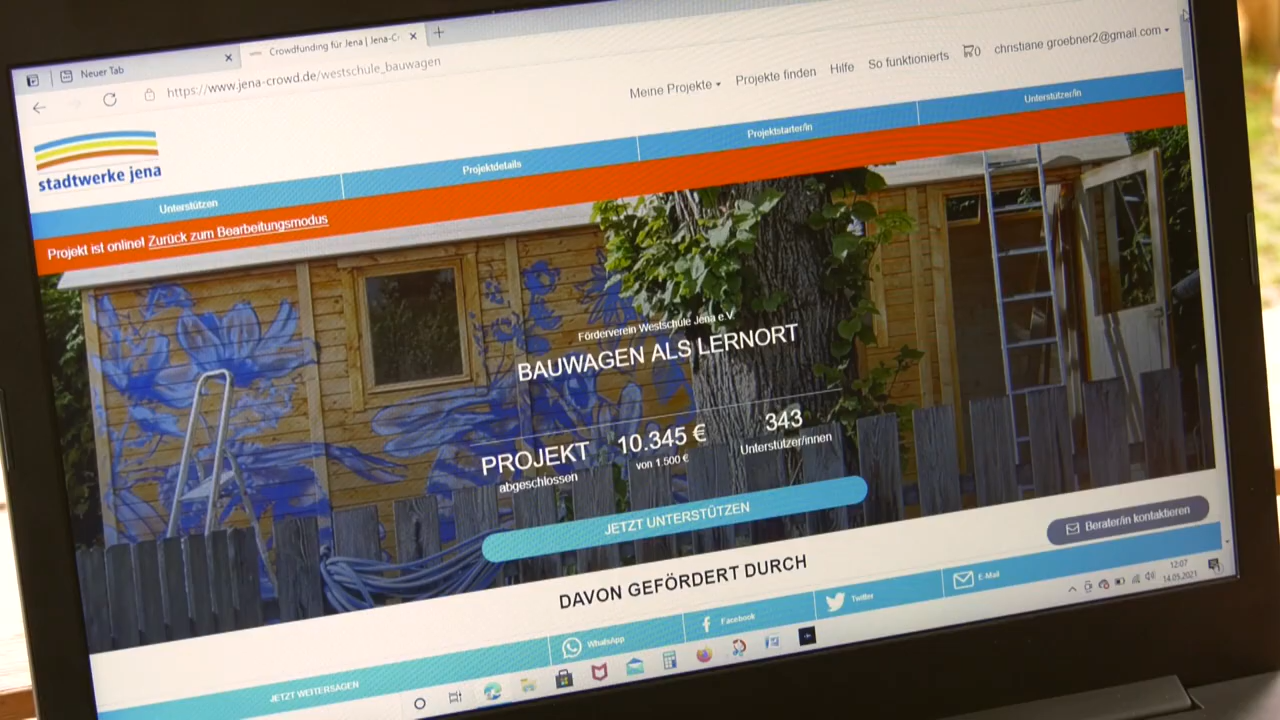 Neuer Tab
Crowdfunding für Jena | Jena-Cr
https://www.jena-crowd.de/westschule_bauwagen
Meine Projekte
Projekte finden
Hilfe
So funktionierts
0
christiane groebner2@gmail.com
stadtwerke jena
Unterstützen
Projektdetails
Projektstarter/in
Unterstützer/in
Projekt ist online! Zurück zum Bearbeitungsmodus
Förderverein Westschule Jena e.V.
BAUWAGEN ALS LERNORT
PROJEKT
abgeschlossen
10.345 €
von 1 500 €
343
Unterstützer/innen
JETZT UNTERSTÜTZEN
Berater/in kontaktieren
DAVON GEFÖRDERT DURCH
JETZT WEITERSAGEN
WhatsApp
Facebook
Twitter
E-Mail
12:07
14.05.2021